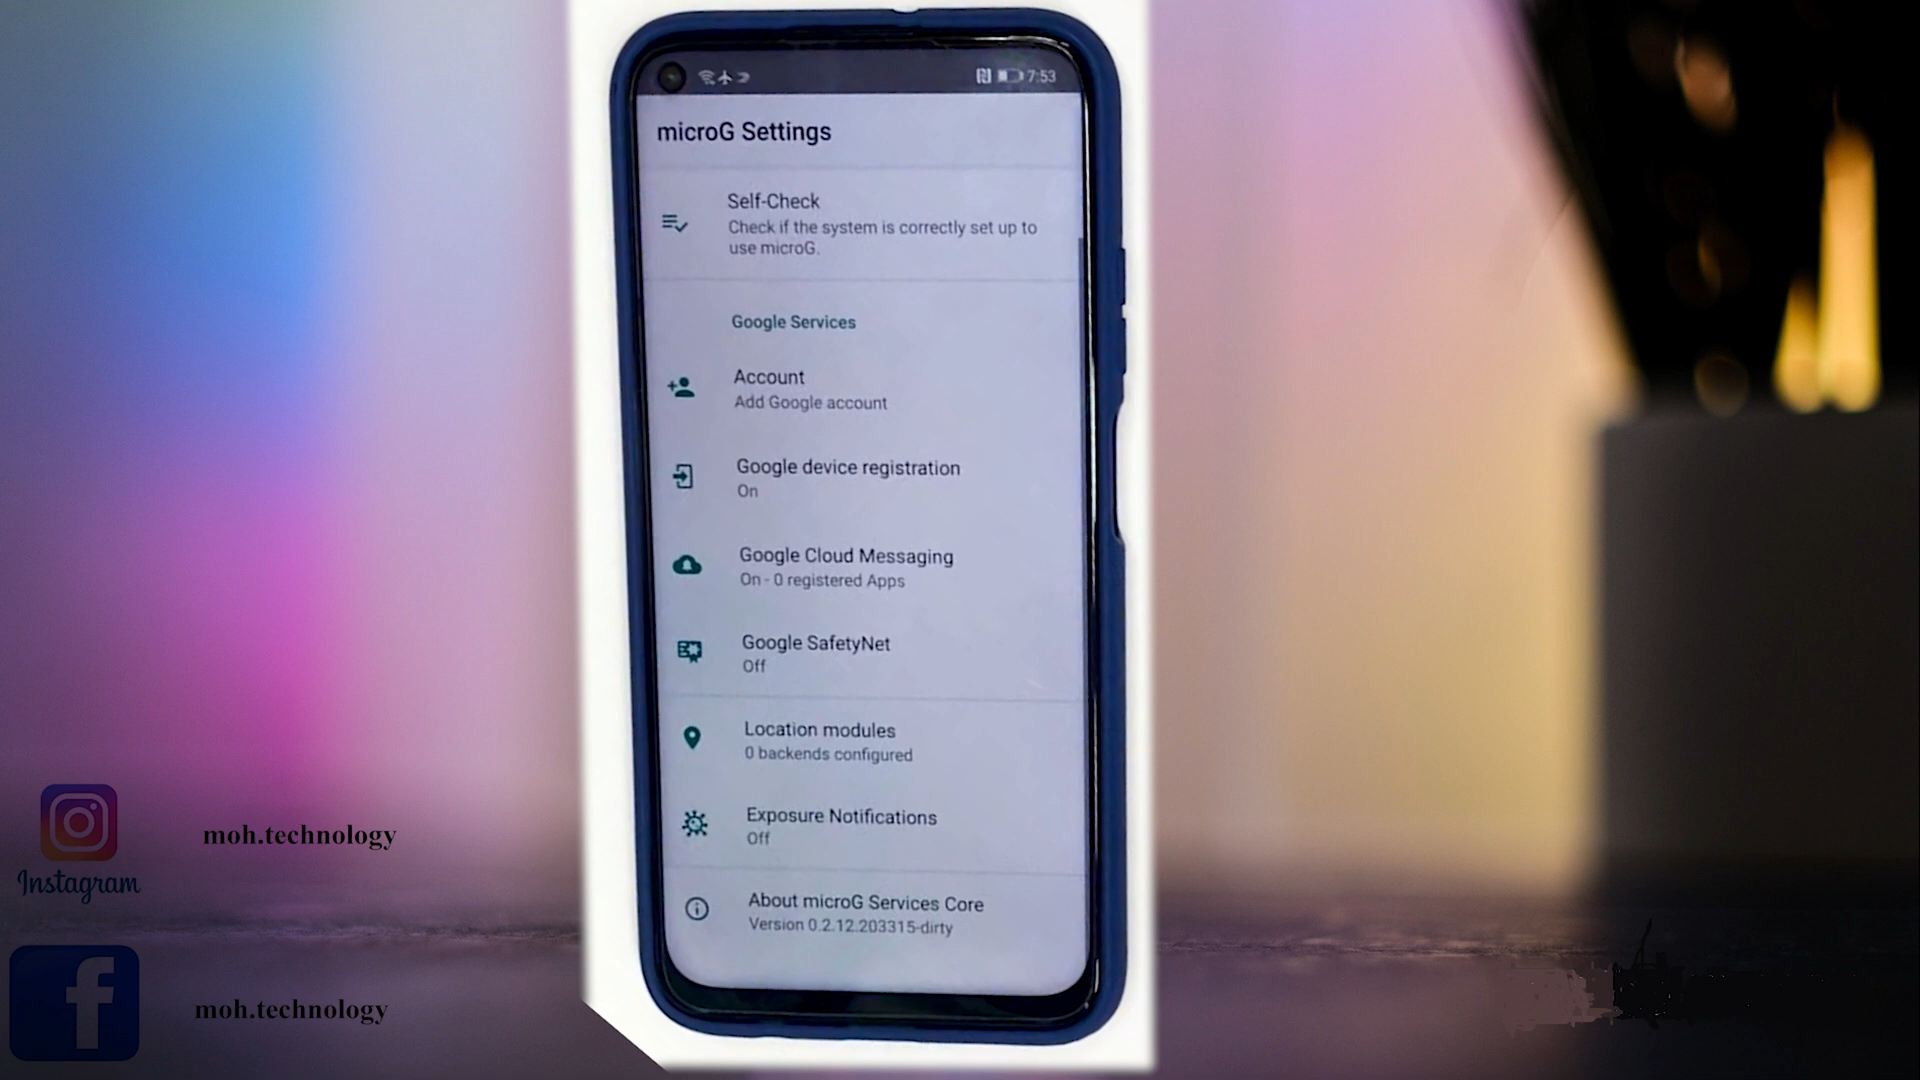 7:53
microG Settings
Self-Check
Check if the system is correctly set up to
use microG.
Google Services
Account
Add Google account
Google device registration
On
Google Cloud Messaging
On - 0 registered Apps
Google SafetyNet
Off
Location modules
0 backends configured
Exposure Notifications
Off
About microG Services Core
Version 0.2.12.203315-dirty
moh.technology
Instagram
f
moh.technology